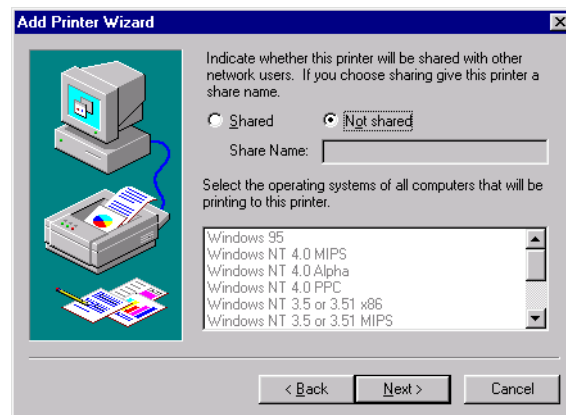 Add Printer Wizard
Indicate whether this printer will be shared with other
network users. If you choose sharing give this printer a
share name.
Shared
Not shared
Share Name:
Select the operating systems of all computers that will be
printing to this printer.
Windows 95
Windows NT 4.0 MIPS
Windows NT 4.0 Alpha
Windows NT 4.0 PPC
Windows NT 3.5 or 3.51 x86
Windows NT 3.5 or 3.51 MIPS
< Back
Next >
Cancel